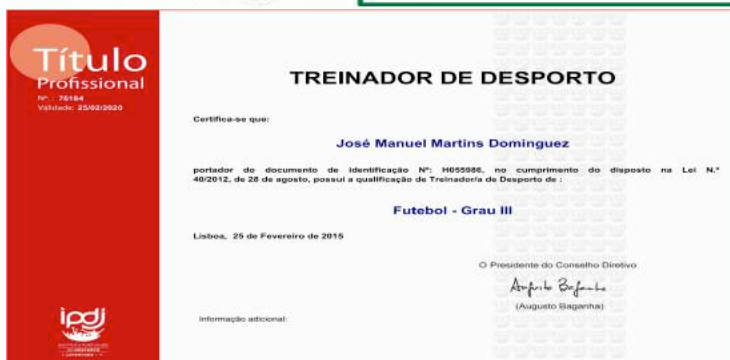 Título
Profissional
Nº. : 76164
Validade: 25/02/2020
TREINADOR DE DESPORTO
Certifica-se que:
José Manuel Martins Dominguez
portador do documento de identificação Nº: H055986, no cumprimento do disposto na Lei N.º
40/2012, de 28 de agosto, possui a qualificação de Treinador/a de Desporto de :
Futebol - Grau III
Lisboa, 25 de Fevereiro de 2015
O Presidente do Conselho Diretivo
Augusto Baganha
(Augusto Baganha)
Informação adicional:
ipdj